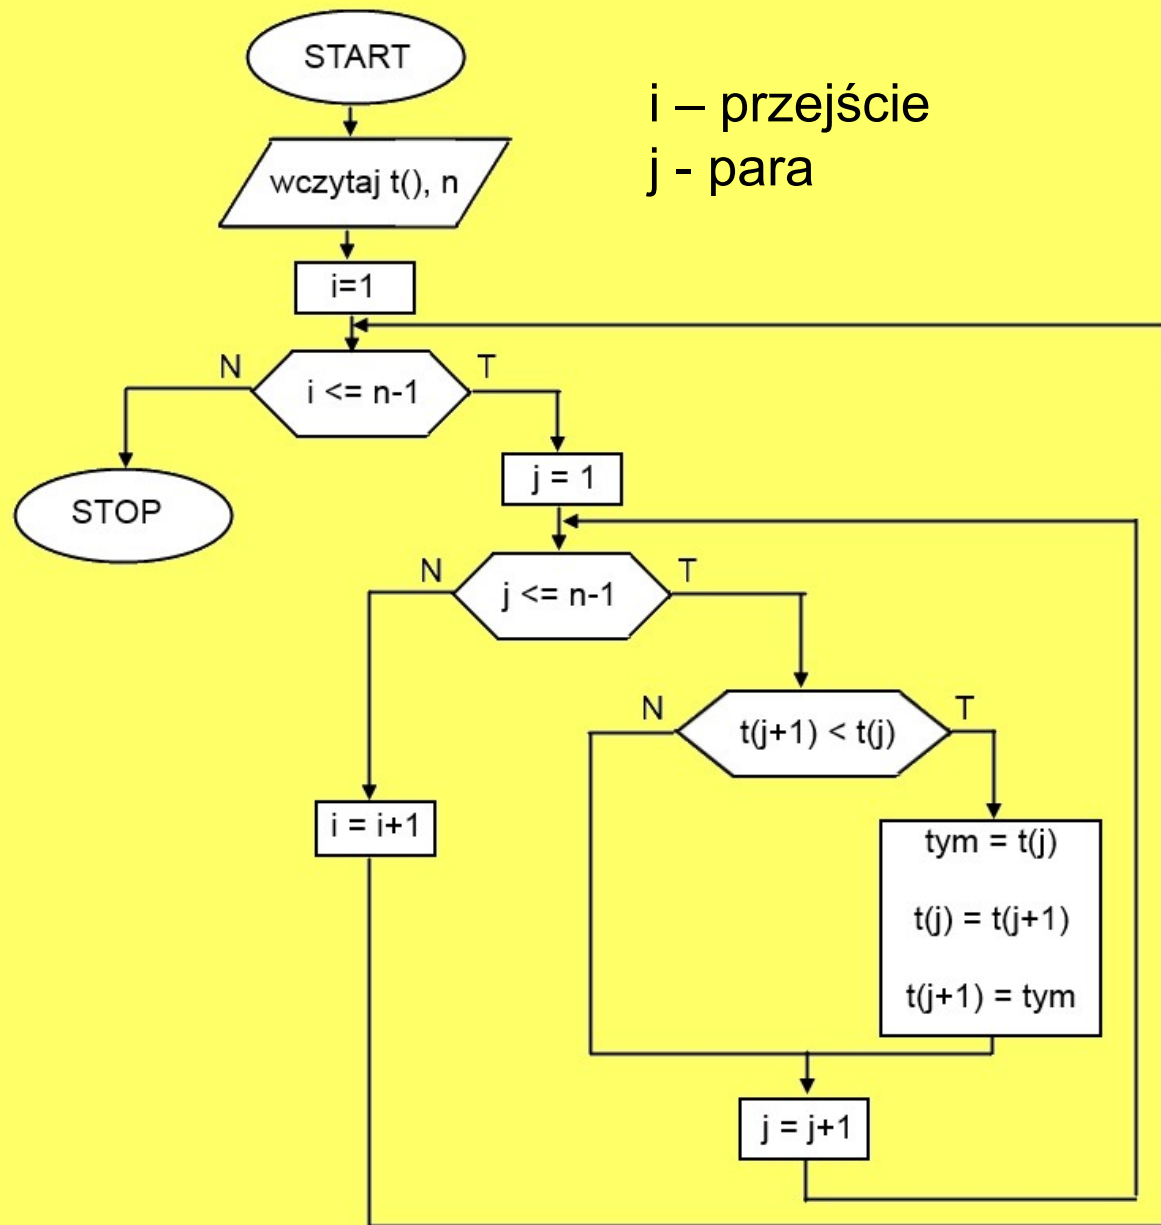 START
i – przejście
j - para
wczytaj t(), n
i=1
N
T
i <= n-1
j = 1
STOP
N
T
j <= n-1
N
T
t(j+1) < t(j)
i = i+1
tym = t(j)
t(j) = t(j+1)
t(j+1) = tym
j = j+1